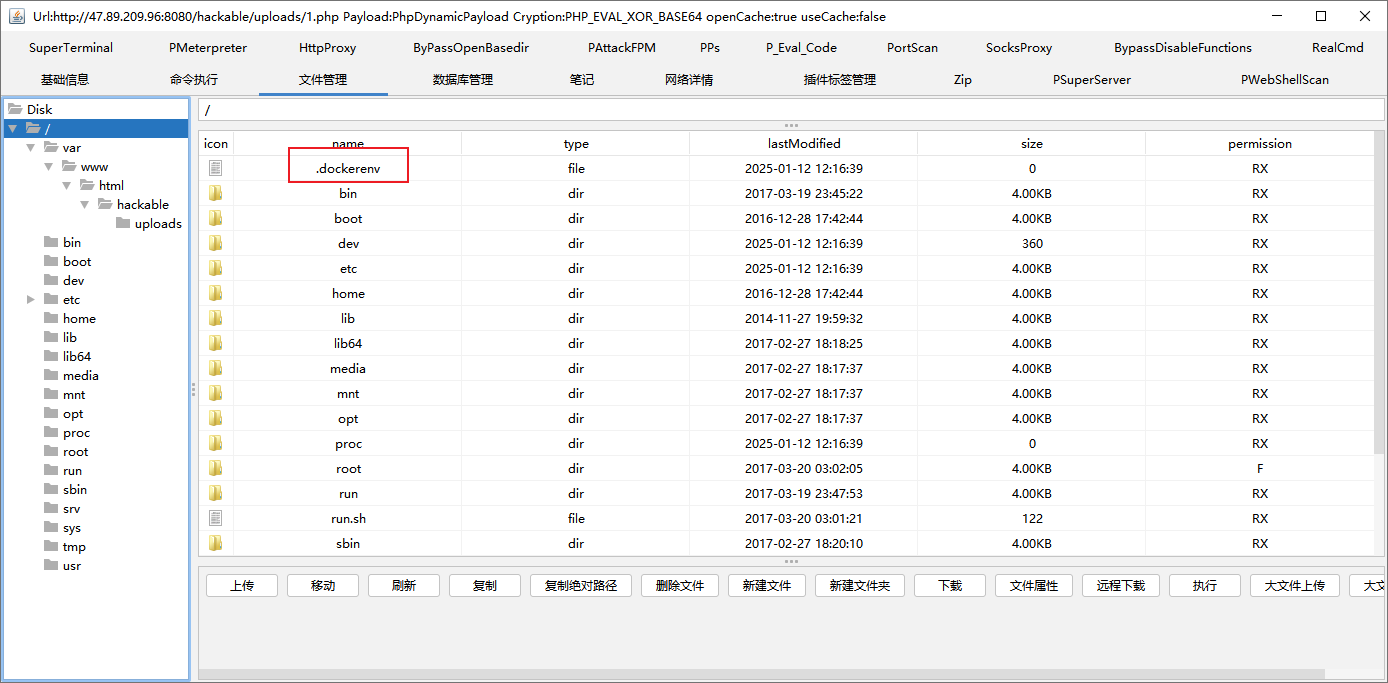 Url:http://47.89.209.96:8080/hackable/uploads/1.php Payload:PhpDynamicPayload Cryption:PHP_EVAL_XOR_BASE64 openCache:true useCache:false
SuperTerminal PMeterpreter HttpProxy ByPassOpenBasedir PAttackFPM PPs P_Eval_Code PortScan SocksProxy BypassDisableFunctions RealCmd
基础信息 命令执行 文件管理 数据库管理 笔记 网络详情 插件标签管理 Zip PSuperServer PWebShellScan
Disk
/
var
www
html
hackable
uploads
bin
boot
dev
etc
home
lib
lib64
media
mnt
opt
proc
root
run
sbin
srv
sys
tmp
usr
/
icon name type lastModified size permission
.dockerenv file 2025-01-12 12:16:39 0 RX
bin dir 2017-03-19 23:45:22 4.00KB RX
boot dir 2016-12-28 17:42:44 4.00KB RX
dev dir 2025-01-12 12:16:39 360 RX
etc dir 2025-01-12 12:16:39 4.00KB RX
home dir 2016-12-28 17:42:44 4.00KB RX
lib dir 2014-11-27 19:59:32 4.00KB RX
lib64 dir 2017-02-27 18:18:25 4.00KB RX
media dir 2017-02-27 18:17:37 4.00KB RX
mnt dir 2017-02-27 18:17:37 4.00KB RX
opt dir 2017-02-27 18:17:37 4.00KB RX
proc dir 2025-01-12 12:16:39 0 RX
root dir 2017-03-20 03:02:05 4.00KB F
run dir 2017-03-19 23:47:53 4.00KB RX
run.sh file 2017-03-20 03:01:21 122 RX
sbin dir 2017-02-27 18:20:10 4.00KB RX
上传 移动 刷新 复制 复制绝对路径 删除文件 新建文件 新建文件夹 下载 文件属性 远程下载 执行 大文件上传 大文